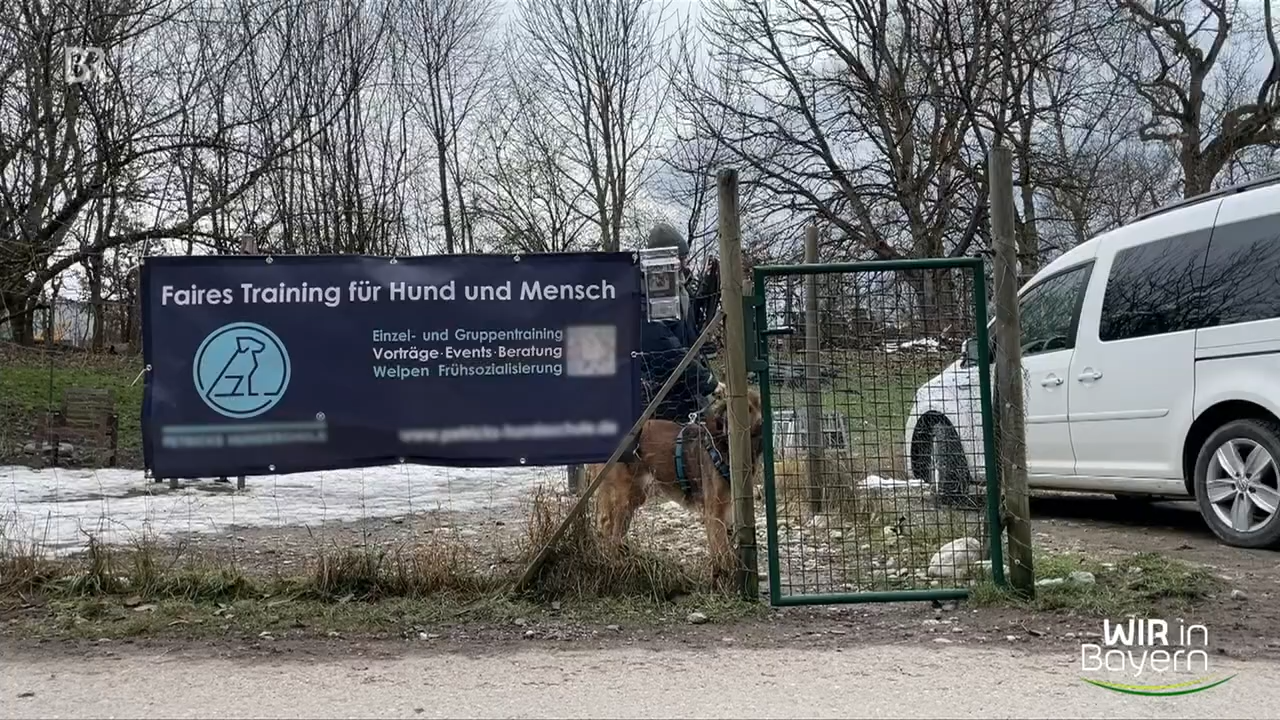 BR
Faires Training für Hund und Mensch
Einzel- und Gruppentraining
Vorträge · Events · Beratung
Welpen Frühsozialisierung
WIR in
Bayern